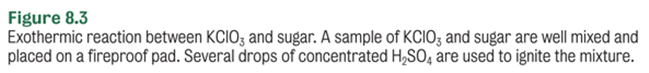 Figure 8.3
Exothermic reaction between KClO₃ and sugar. A sample of KClO₃ and sugar are well mixed and
placed on a fireproof pad. Several drops of concentrated H₂SO₄ are used to ignite the mixture.